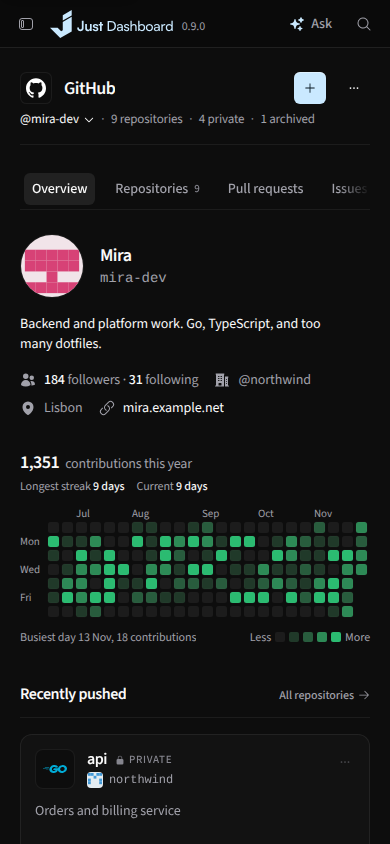 Just Dashboard 0.9.0 Ask
GitHub
@mira-dev · 9 repositories · 4 private · 1 archived
Overview Repositories 9 Pull requests Issues
Mira
mira-dev
Backend and platform work. Go, TypeScript, and too
many dotfiles.
184 followers · 31 following @northwind
Lisbon mira.example.net
1,351 contributions this year
Longest streak 9 days Current 9 days
Jul Aug Sep Oct Nov
Mon
Wed
Fri
Busiest day 13 Nov, 18 contributions Less More
Recently pushed All repositories →
GO api PRIVATE
northwind
Orders and billing service